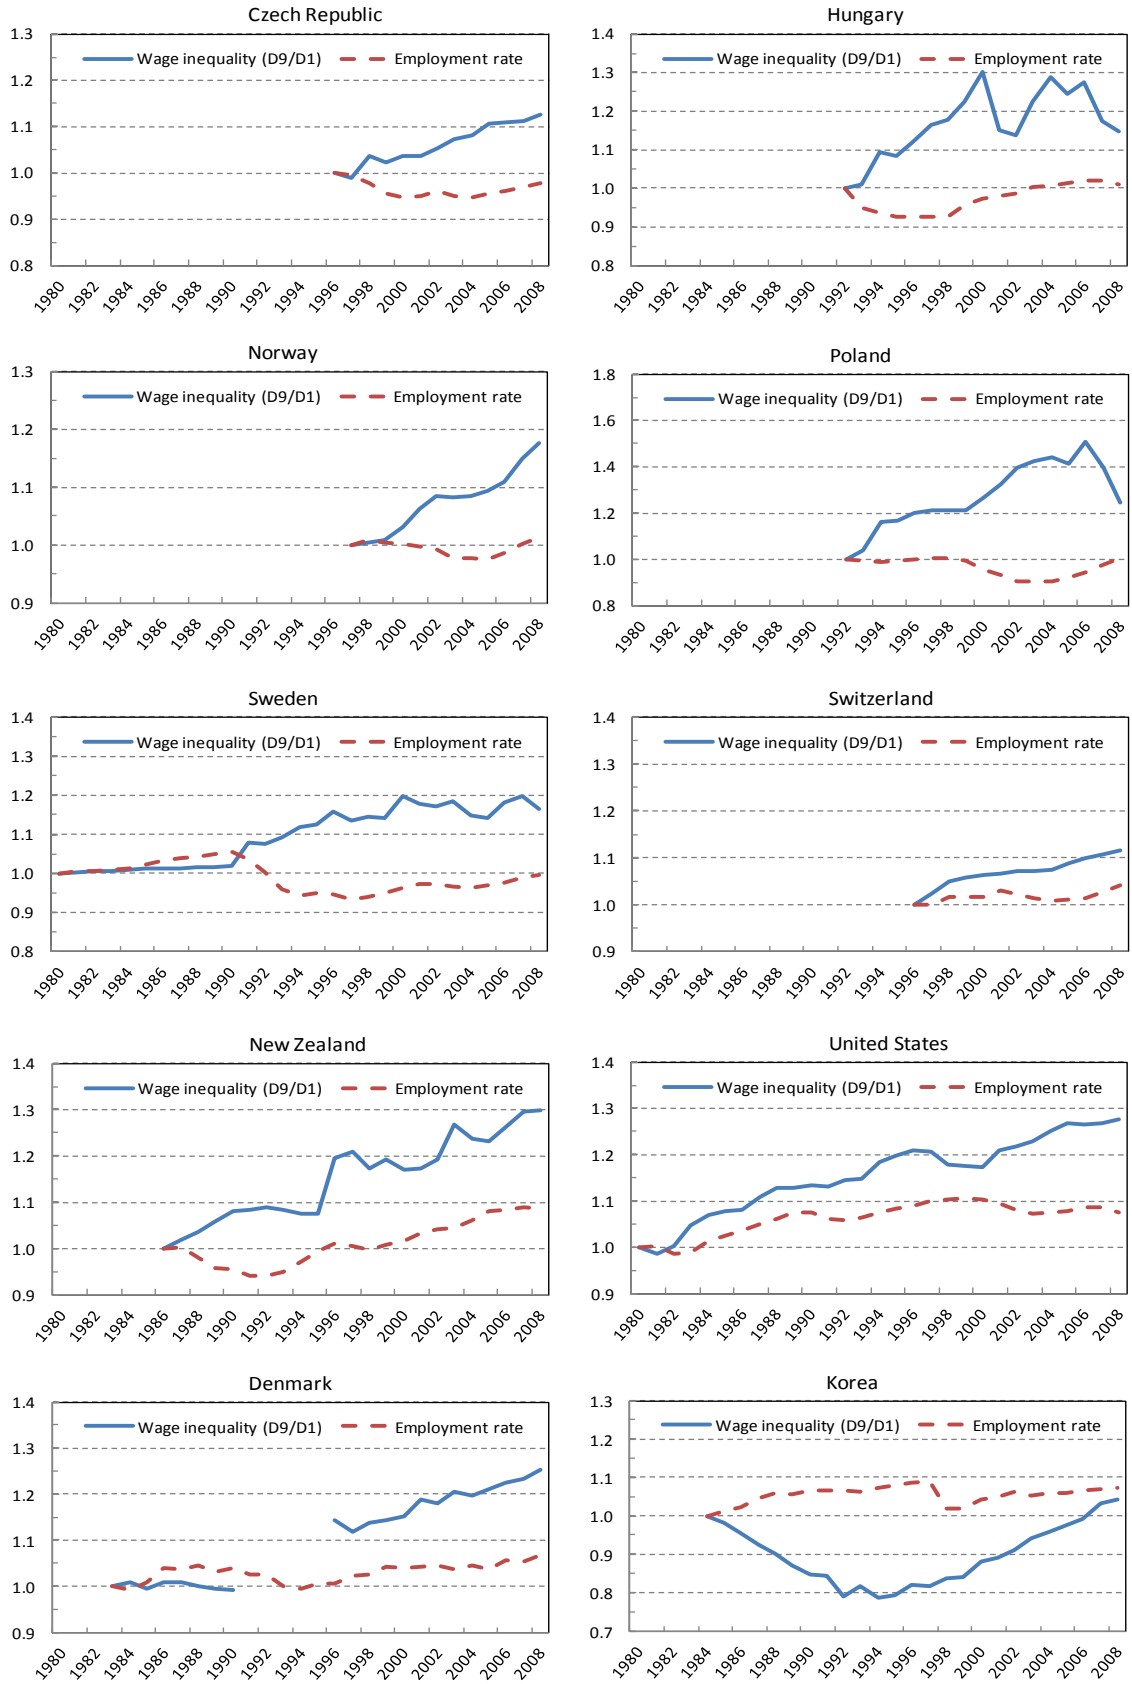 Czech Republic
Wage inequality (D9/D1) Employment rate
1.3
1.2
1.1
1.0
0.9
0.8
1980 1982 1984 1986 1988 1990 1992 1994 1996 1998 2000 2002 2004 2006 2008
Hungary
Wage inequality (D9/D1) Employment rate
1.4
1.3
1.2
1.1
1.0
0.9
0.8
1980 1982 1984 1986 1988 1990 1992 1994 1996 1998 2000 2002 2004 2006 2008
Norway
Wage inequality (D9/D1) Employment rate
1.3
1.2
1.1
1.0
0.9
1980 1982 1984 1986 1988 1990 1992 1994 1996 1998 2000 2002 2004 2006 2008
Poland
Wage inequality (D9/D1) Employment rate
1.8
1.6
1.4
1.2
1.0
0.8
1980 1982 1984 1986 1988 1990 1992 1994 1996 1998 2000 2002 2004 2006 2008
Sweden
Wage inequality (D9/D1) Employment rate
1.4
1.3
1.2
1.1
1.0
0.9
0.8
1980 1982 1984 1986 1988 1990 1992 1994 1996 1998 2000 2002 2004 2006 2008
Switzerland
Wage inequality (D9/D1) Employment rate
1.4
1.3
1.2
1.1
1.0
0.9
1980 1982 1984 1986 1988 1990 1992 1994 1996 1998 2000 2002 2004 2006 2008
New Zealand
Wage inequality (D9/D1) Employment rate
1.4
1.3
1.2
1.1
1.0
0.9
1980 1982 1984 1986 1988 1990 1992 1994 1996 1998 2000 2002 2004 2006 2008
United States
Wage inequality (D9/D1) Employment rate
1.4
1.3
1.2
1.1
1.0
0.9
1980 1982 1984 1986 1988 1990 1992 1994 1996 1998 2000 2002 2004 2006 2008
Denmark
Wage inequality (D9/D1) Employment rate
1.4
1.3
1.2
1.1
1.0
0.9
1980 1982 1984 1986 1988 1990 1992 1994 1996 1998 2000 2002 2004 2006 2008
Korea
Wage inequality (D9/D1) Employment rate
1.3
1.2
1.1
1.0
0.9
0.8
0.7
1980 1982 1984 1986 1988 1990 1992 1994 1996 1998 2000 2002 2004 2006 2008